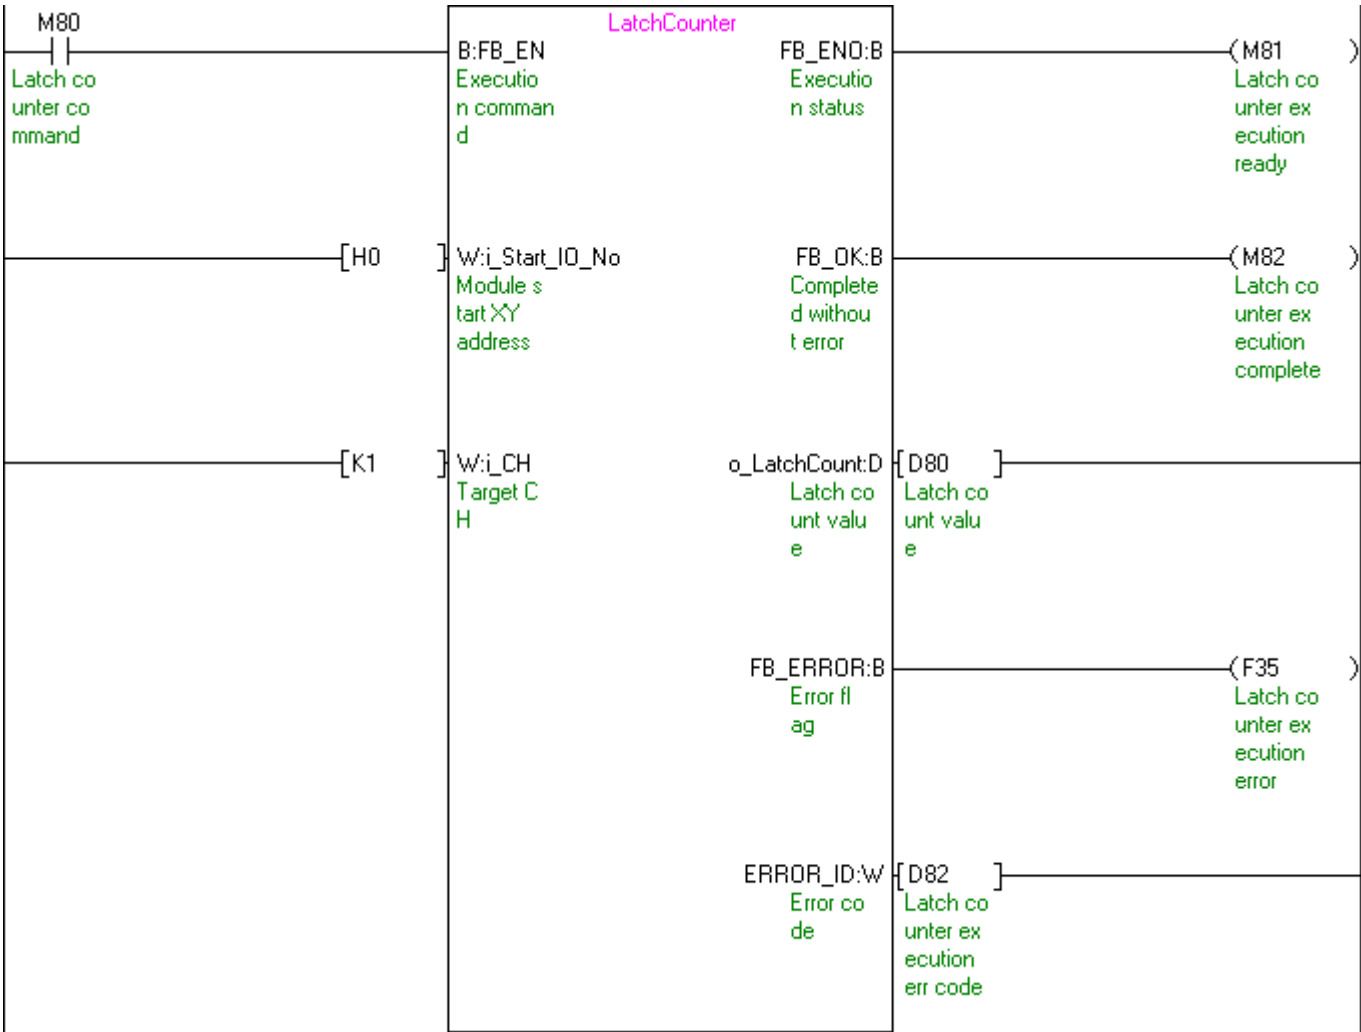 M80
LatchCounter
B:FB_EN
FB_ENO:B
(M81 )
Latch co
unter co
mmand
Executio
n comman
d
Executio
n status
Latch co
unter ex
ecution
ready
[H0 ]
W:i_Start_IO_No
FB_OK:B
(M82 )
Module s
tart XY
address
Complete
d withou
t error
Latch co
unter ex
ecution
complete
[K1 ]
W:i_CH
o_LatchCount:D
[D80 ]
Target C
H
Latch co
unt valu
e
Latch co
unt valu
e
FB_ERROR:B
(F35 )
Error fl
ag
Latch co
unter ex
ecution
error
ERROR_ID:W
[D82 ]
Error co
de
Latch co
unter ex
ecution
err code